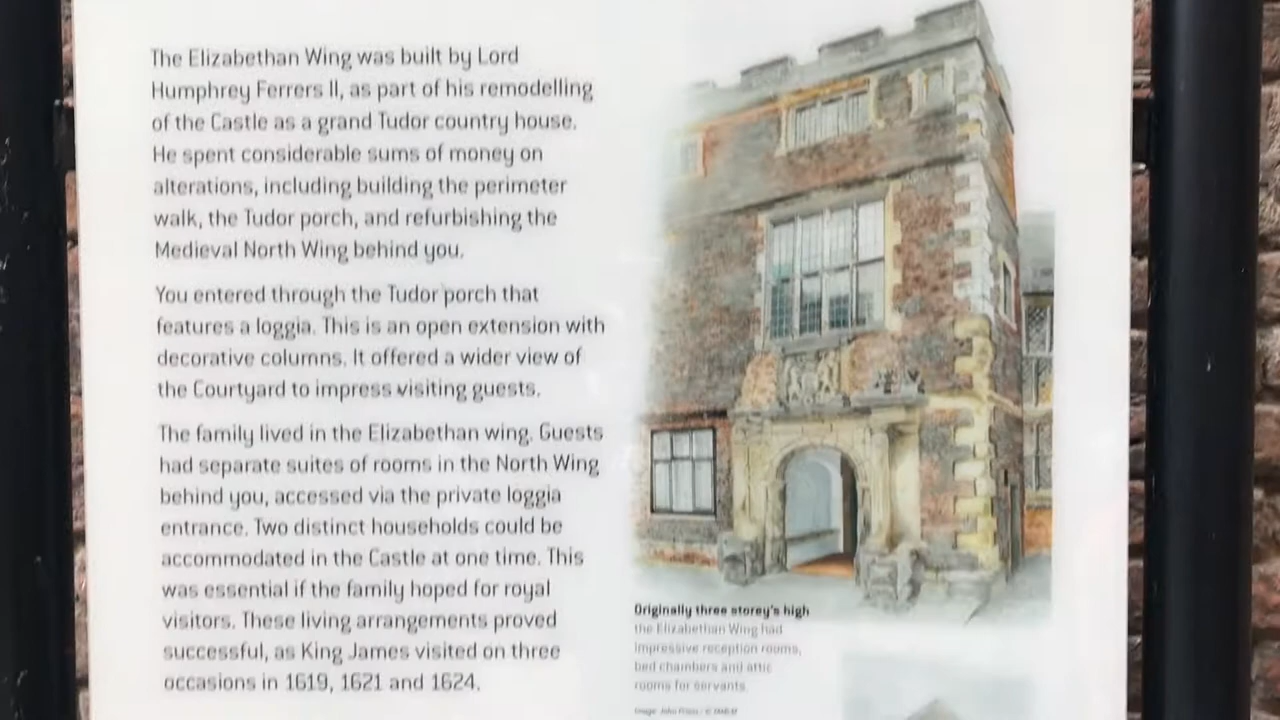 The Elizabethan Wing was built by Lord
Humphrey Ferrers II, as part of his remodelling
of the Castle as a grand Tudor country house.
He spent considerable sums of money on
alterations, including building the perimeter
walk, the Tudor porch, and refurbishing the
Medieval North Wing behind you.
You entered through the Tudor porch that
features a loggia. This is an open extension with
decorative columns. It offered a wider view of
the Courtyard to impress visiting guests.
The family lived in the Elizabethan wing. Guests
had separate suites of rooms in the North Wing
behind you, accessed via the private loggia
entrance. Two distinct households could be
accommodated in the Castle at one time. This
was essential if the family hoped for royal
visitors. These living arrangements proved
successful, as King James visited on three
occasions in 1619, 1621 and 1624.
Originally three storey's high
the Elizabethan Wing had
impressive reception rooms,
bed chambers and attic
rooms for servants.